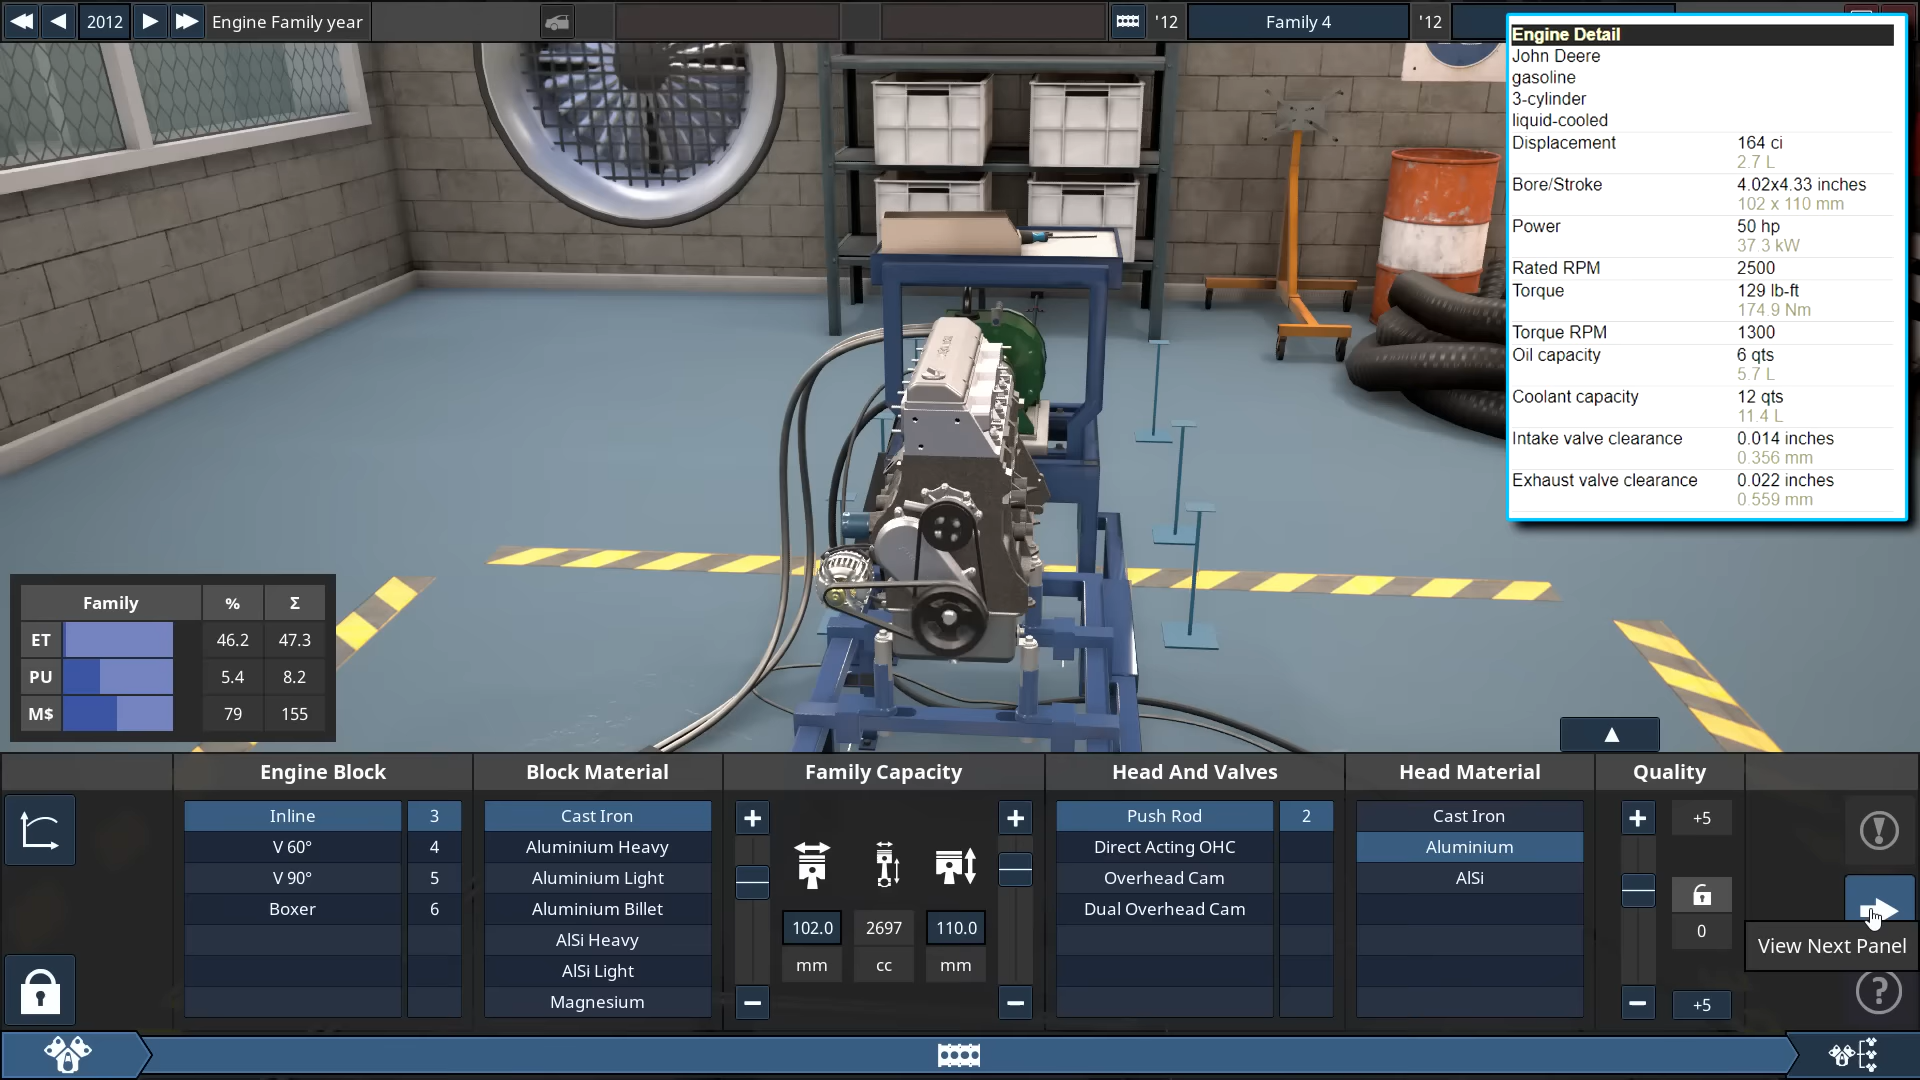 2012
Engine Family year
'12
Family 4
'12
Engine Detail
John Deere
gasoline
3-cylinder
liquid-cooled
Displacement
164 ci
2.7 L
Bore/Stroke
4.02x4.33 inches
102 x 110 mm
Power
50 hp
37.3 kW
Rated RPM
2500
Torque
129 lb-ft
174.9 Nm
Torque RPM
1300
Oil capacity
6 qts
5.7 L
Coolant capacity
12 qts
11.4 L
Intake valve clearance
0.014 inches
0.356 mm
Exhaust valve clearance
0.022 inches
0.559 mm
Family
%
Σ
ET
46.2
47.3
PU
5.4
8.2
M$
79
155
Engine Block
Inline
3
V 60°
4
V 90°
5
Boxer
6
Block Material
Cast Iron
Aluminium Heavy
Aluminium Light
Aluminium Billet
AlSi Heavy
AlSi Light
Magnesium
Family Capacity
102.0
2697
110.0
mm
cc
mm
Head And Valves
Push Rod
2
Direct Acting OHC
Overhead Cam
Dual Overhead Cam
Head Material
Cast Iron
Aluminium
AlSi
Quality
+5
0
+5
View Next Panel